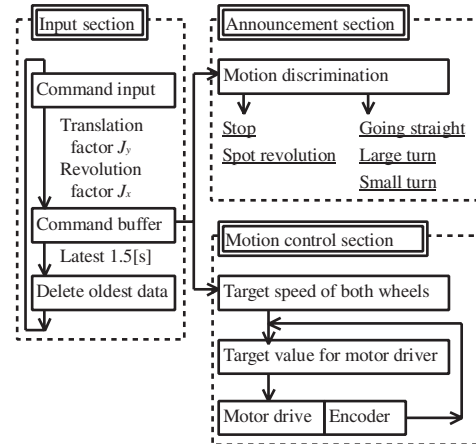 Input section
Command input
Translation
factor Jy
Revolution
factor Jx
Command buffer
Latest 1.5[s]
Delete oldest data
Announcement section
Motion discrimination
Stop
Spot revolution
Going straight
Large turn
Small turn
Motion control section
Target speed of both wheels
Target value for motor driver
Motor drive
Encoder